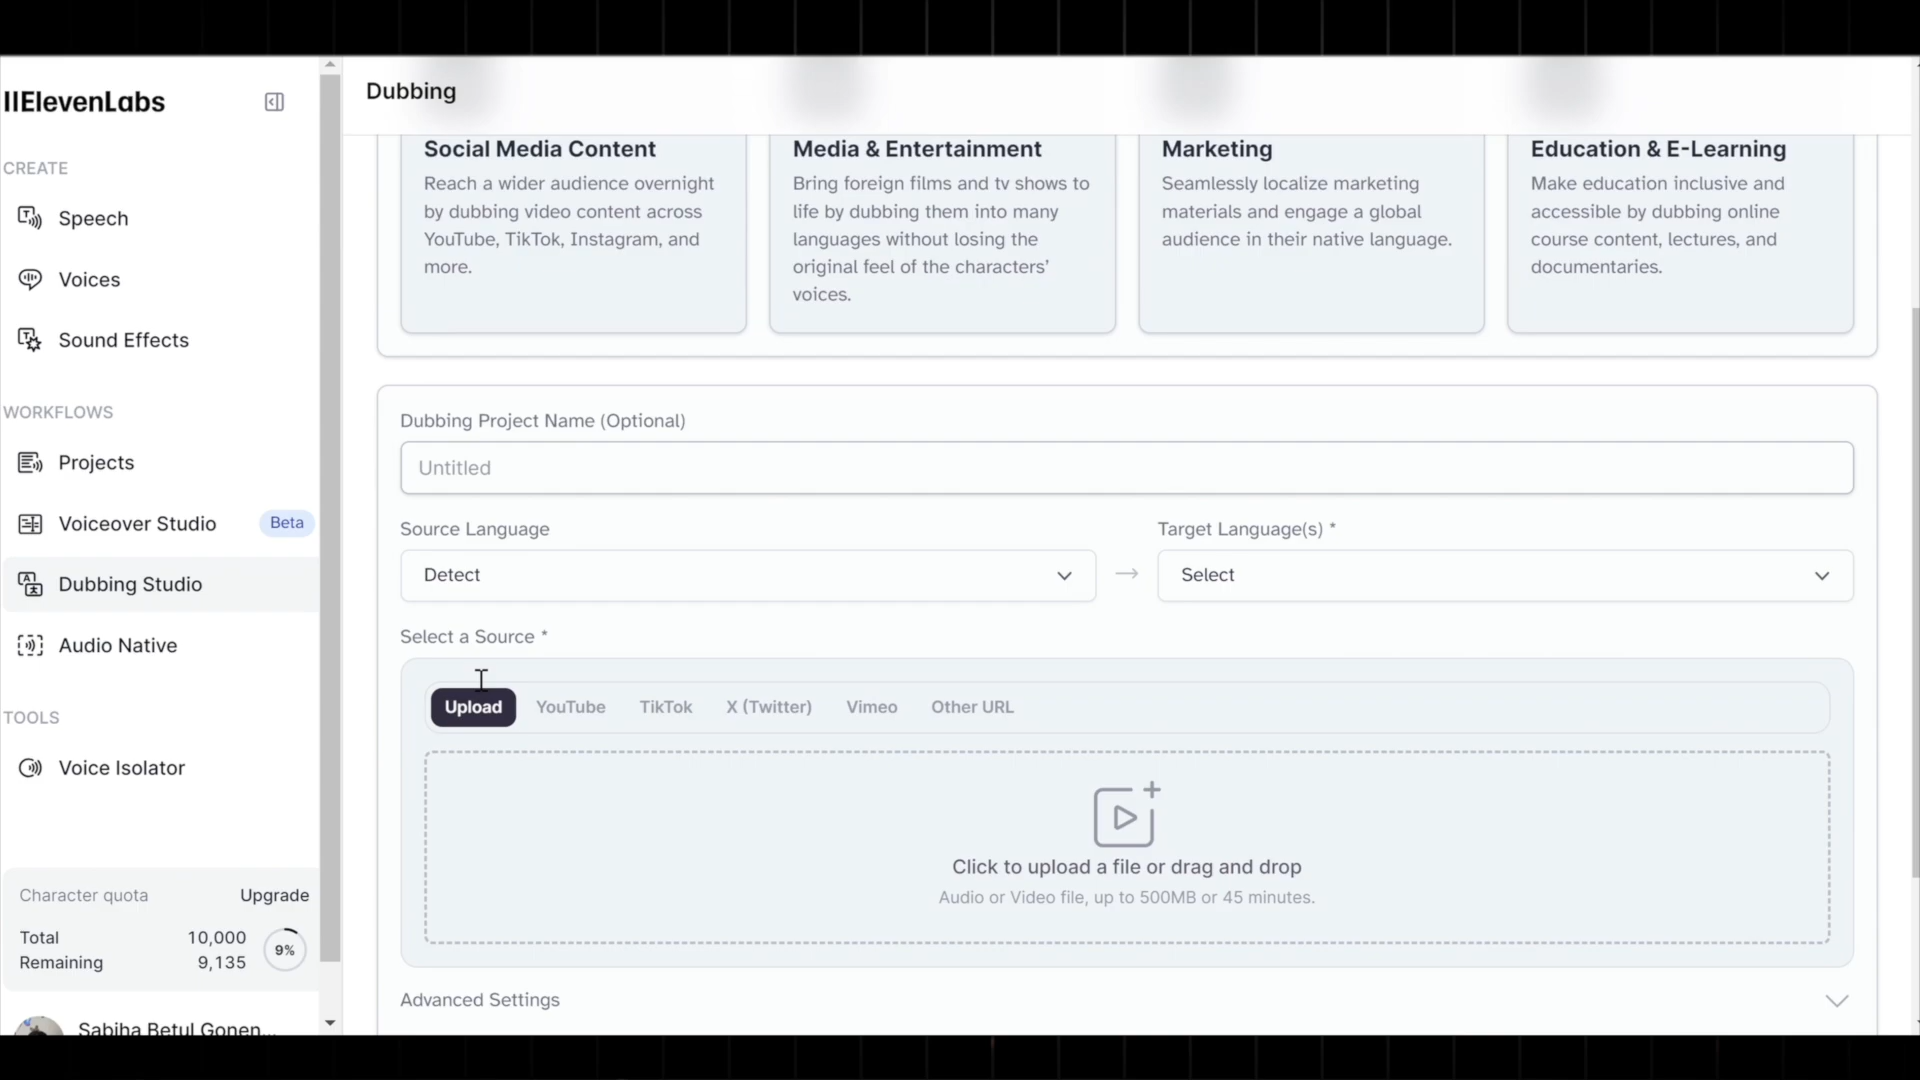 IIElevenLabs
CREATE
Speech
Voices
Sound Effects
WORKFLOWS
Projects
Voiceover Studio Beta
Dubbing Studio
Audio Native
TOOLS
Voice Isolator
Character quota Upgrade
Total 10,000
Remaining 9,135
9%
Sabiha Betul Gonen...
Dubbing
Social Media Content
Reach a wider audience overnight
by dubbing video content across
YouTube, TikTok, Instagram, and
more.
Media & Entertainment
Bring foreign films and tv shows to
life by dubbing them into many
languages without losing the
original feel of the characters’
voices.
Marketing
Seamlessly localize marketing
materials and engage a global
audience in their native language.
Education & E-Learning
Make education inclusive and
accessible by dubbing online
course content, lectures, and
documentaries.
Dubbing Project Name (Optional)
Untitled
Source Language
Detect
Target Language(s) *
Select
Select a Source *
Upload YouTube TikTok X (Twitter) Vimeo Other URL
Click to upload a file or drag and drop
Audio or Video file, up to 500MB or 45 minutes.
Advanced Settings